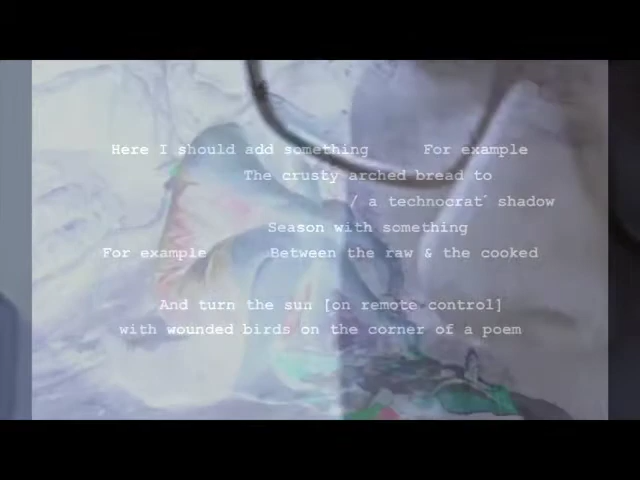 Here I should add something For example
The crusty arched bread to
/ a technocrat´ shadow
Season with something
For example Between the raw & the cooked
And turn the sun [on remote control]
with wounded birds on the corner of a poem